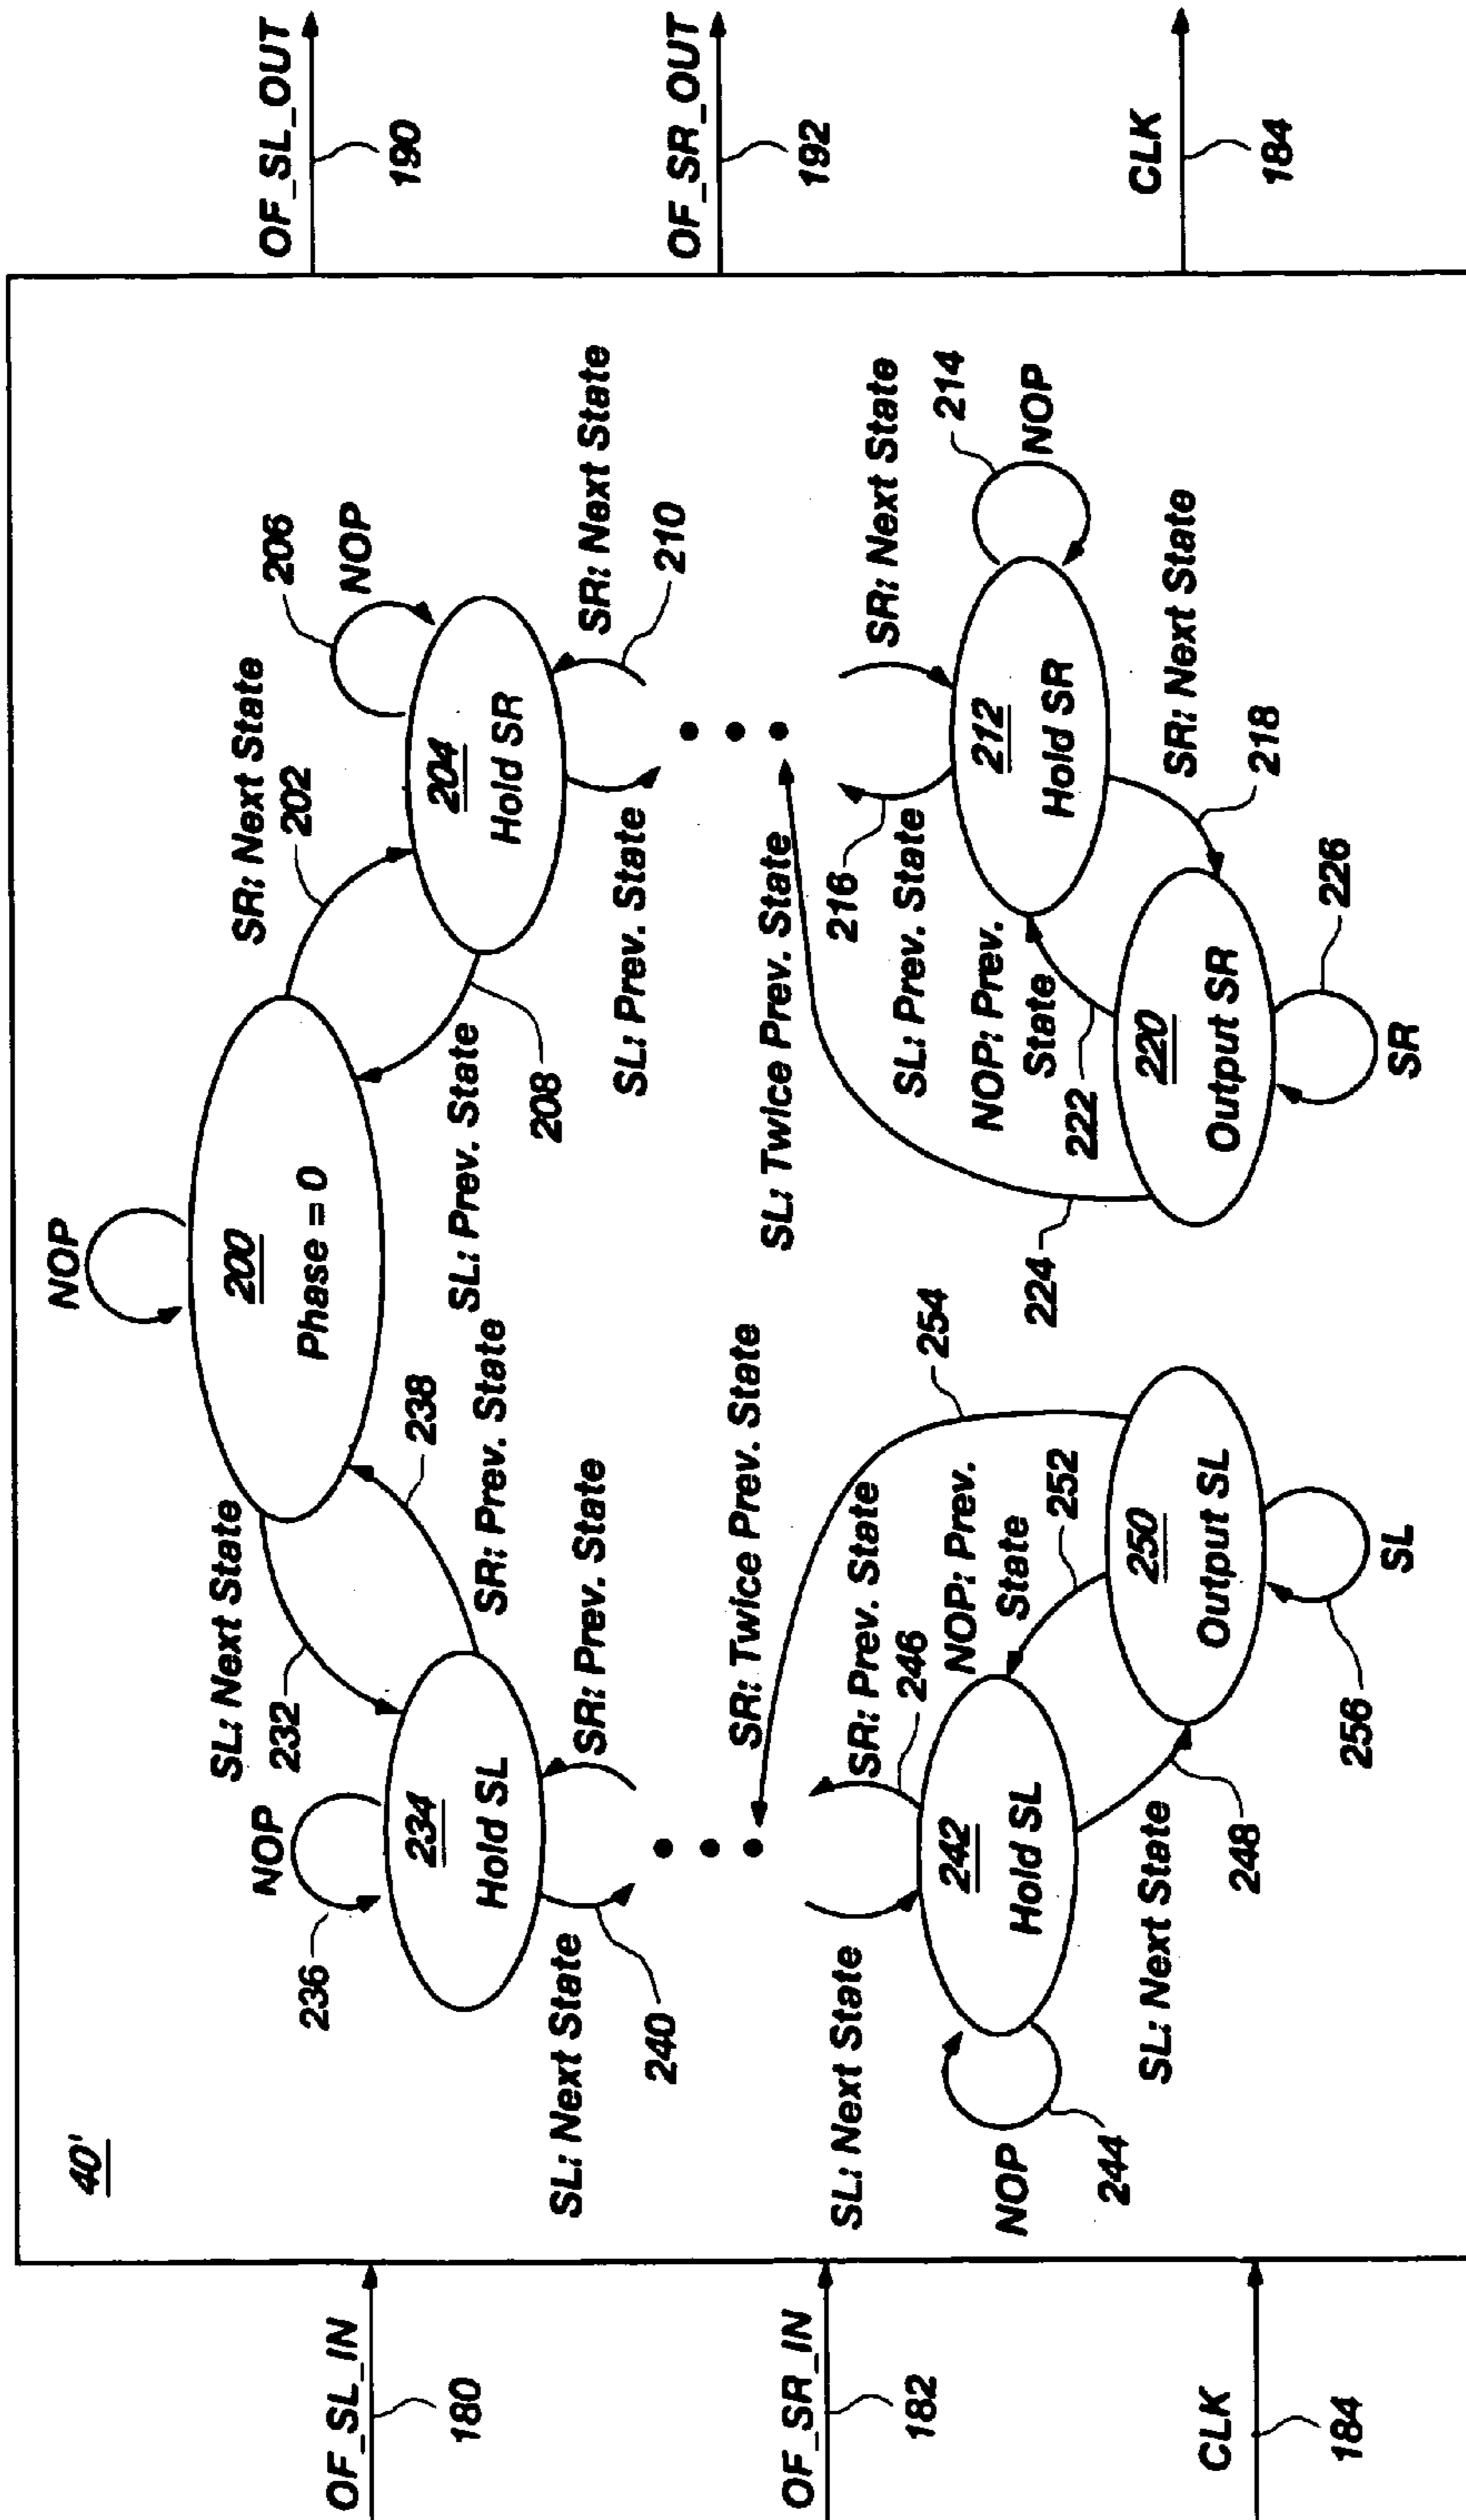 40'
OF_SL_IN
180
OF_SR_IN
182
CLK
184
NOP
200
Phase = 0
SL: Next State
232
238
SR: Prev. State
SR: Next State
202
SL: Prev. State
208
236
NOP
234
Hold SL
SL: Next State
240
SR: Prev. State
206
NOP
204
Hold SR
SL: Prev. State
SR: Next State
210
SR: Twice Prev. State
254
SL: Twice Prev. State
224
SL: Next State
SR: Prev. State
246
242
Hold SL
NOP
244
NOP: Prev.
State
252
SL: Next State
248
250
Output SL
256
SL
216
SL: Prev. State
SR: Next State
214
NOP
212
Hold SR
NOP: Prev.
State
222
SR: Next State
218
220
Output SR
226
SR
OF_SL_OUT
190
OF_SR_OUT
192
CLK
184